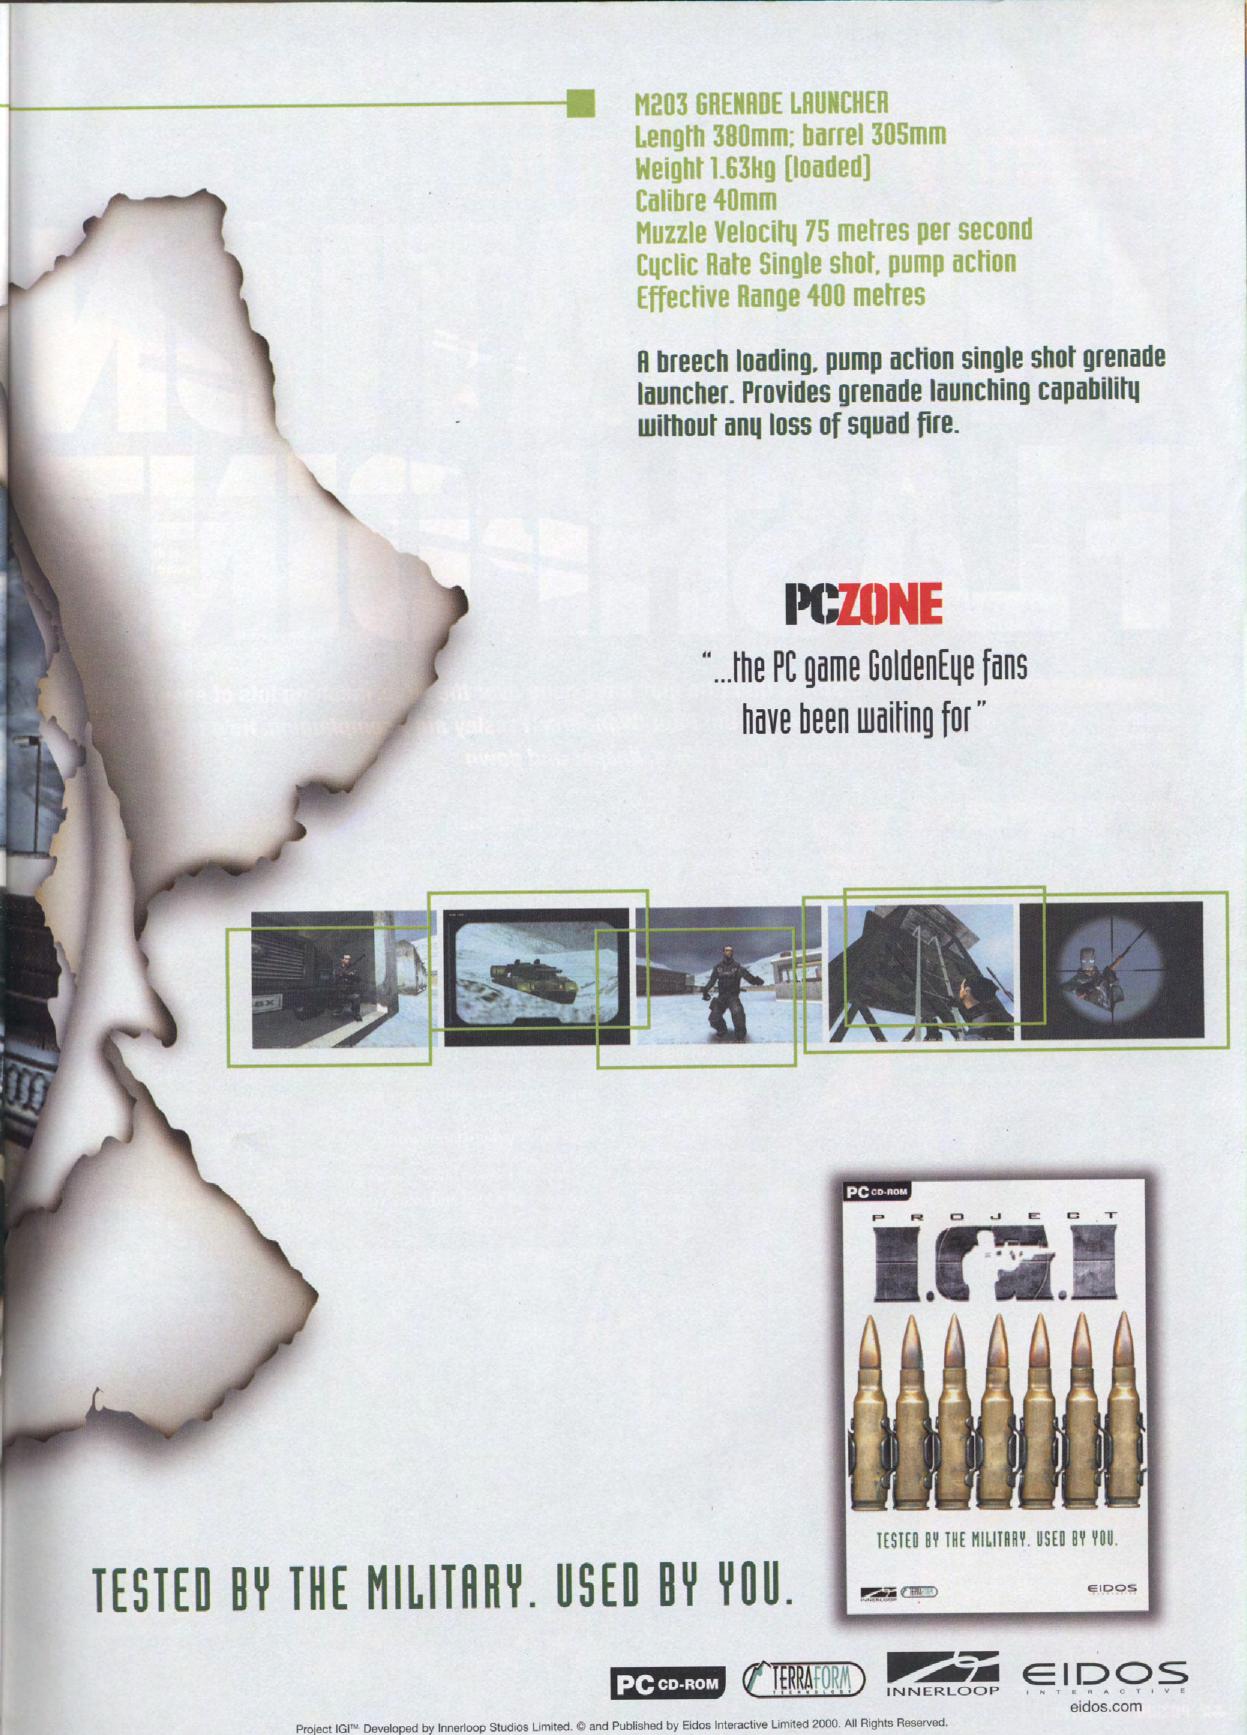 M203 GRENADE LAUNCHER
Length 380mm; barrel 305mm
Weight 1.63kg [loaded]
Calibre 40mm
Muzzle Velocity 75 metres per second
Cyclic Rate Single shot, pump action
Effective Range 400 metres
A breech loading, pump action single shot grenade
launcher. Provides grenade launching capability
without any loss of squad fire.
PCZONE
“...the PC game GoldenEye fans
have been waiting for”
PC CD-ROM
PROJECT
I.G.I
TESTED BY THE MILITARY. USED BY YOU.
INNERLOOP
TERRAFORM
EIDOS
TESTED BY THE MILITARY. USED BY YOU.
PC CD-ROM
TERRAFORM
TECHNOLOGY
INNERLOOP
EIDOS
INTERACTIVE
eidos.com
Project IGI™. Developed by Innerloop Studios Limited. © and Published by Eidos Interactive Limited 2000. All Rights Reserved.